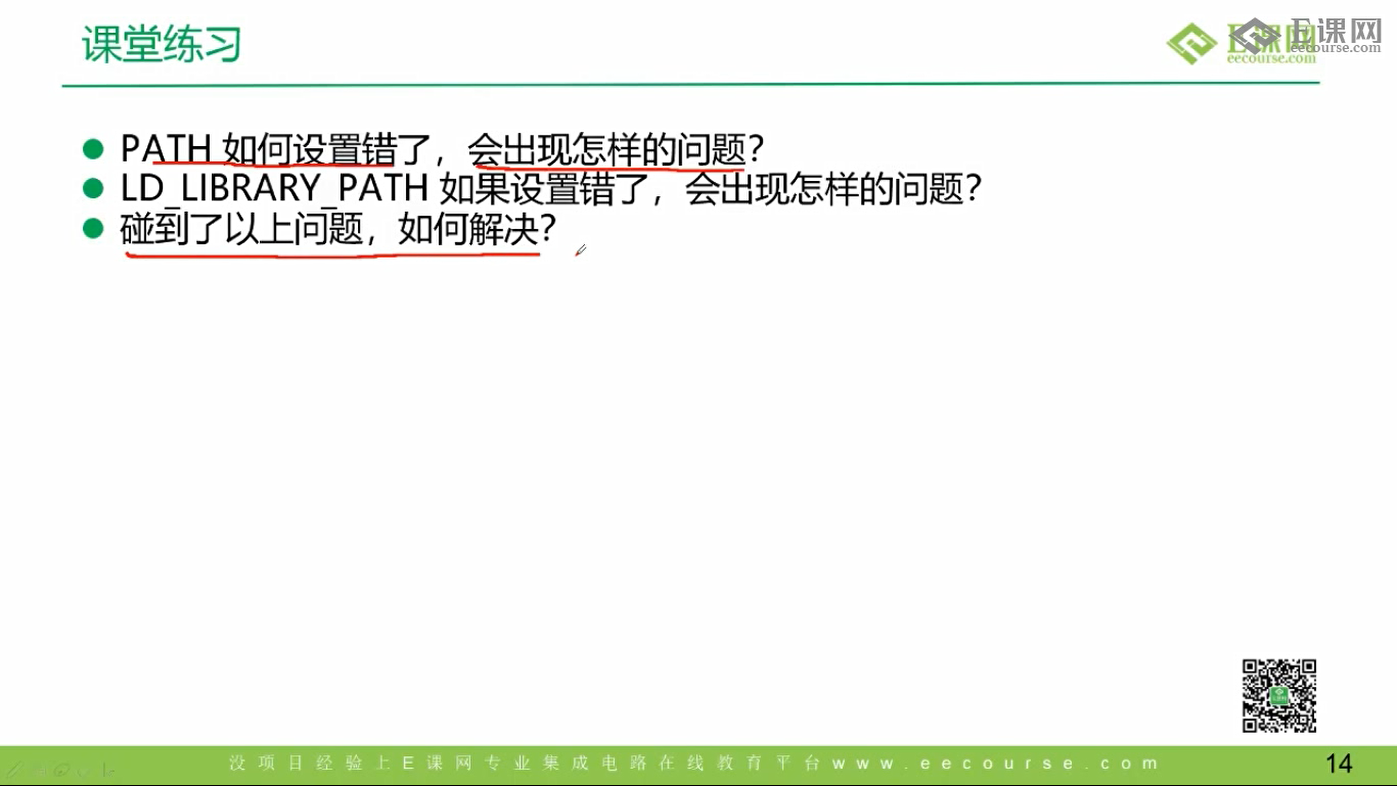 课堂练习
E课网
eecourse.com
E课网
eecourse.com
PATH 如何设置错了，会出现怎样的问题？
LD_LIBRARY_PATH 如果设置错了，会出现怎样的问题？
碰到了以上问题，如何解决？
没项目经验上E课网专业集成电路在线教育平台www.eecourse.com
14